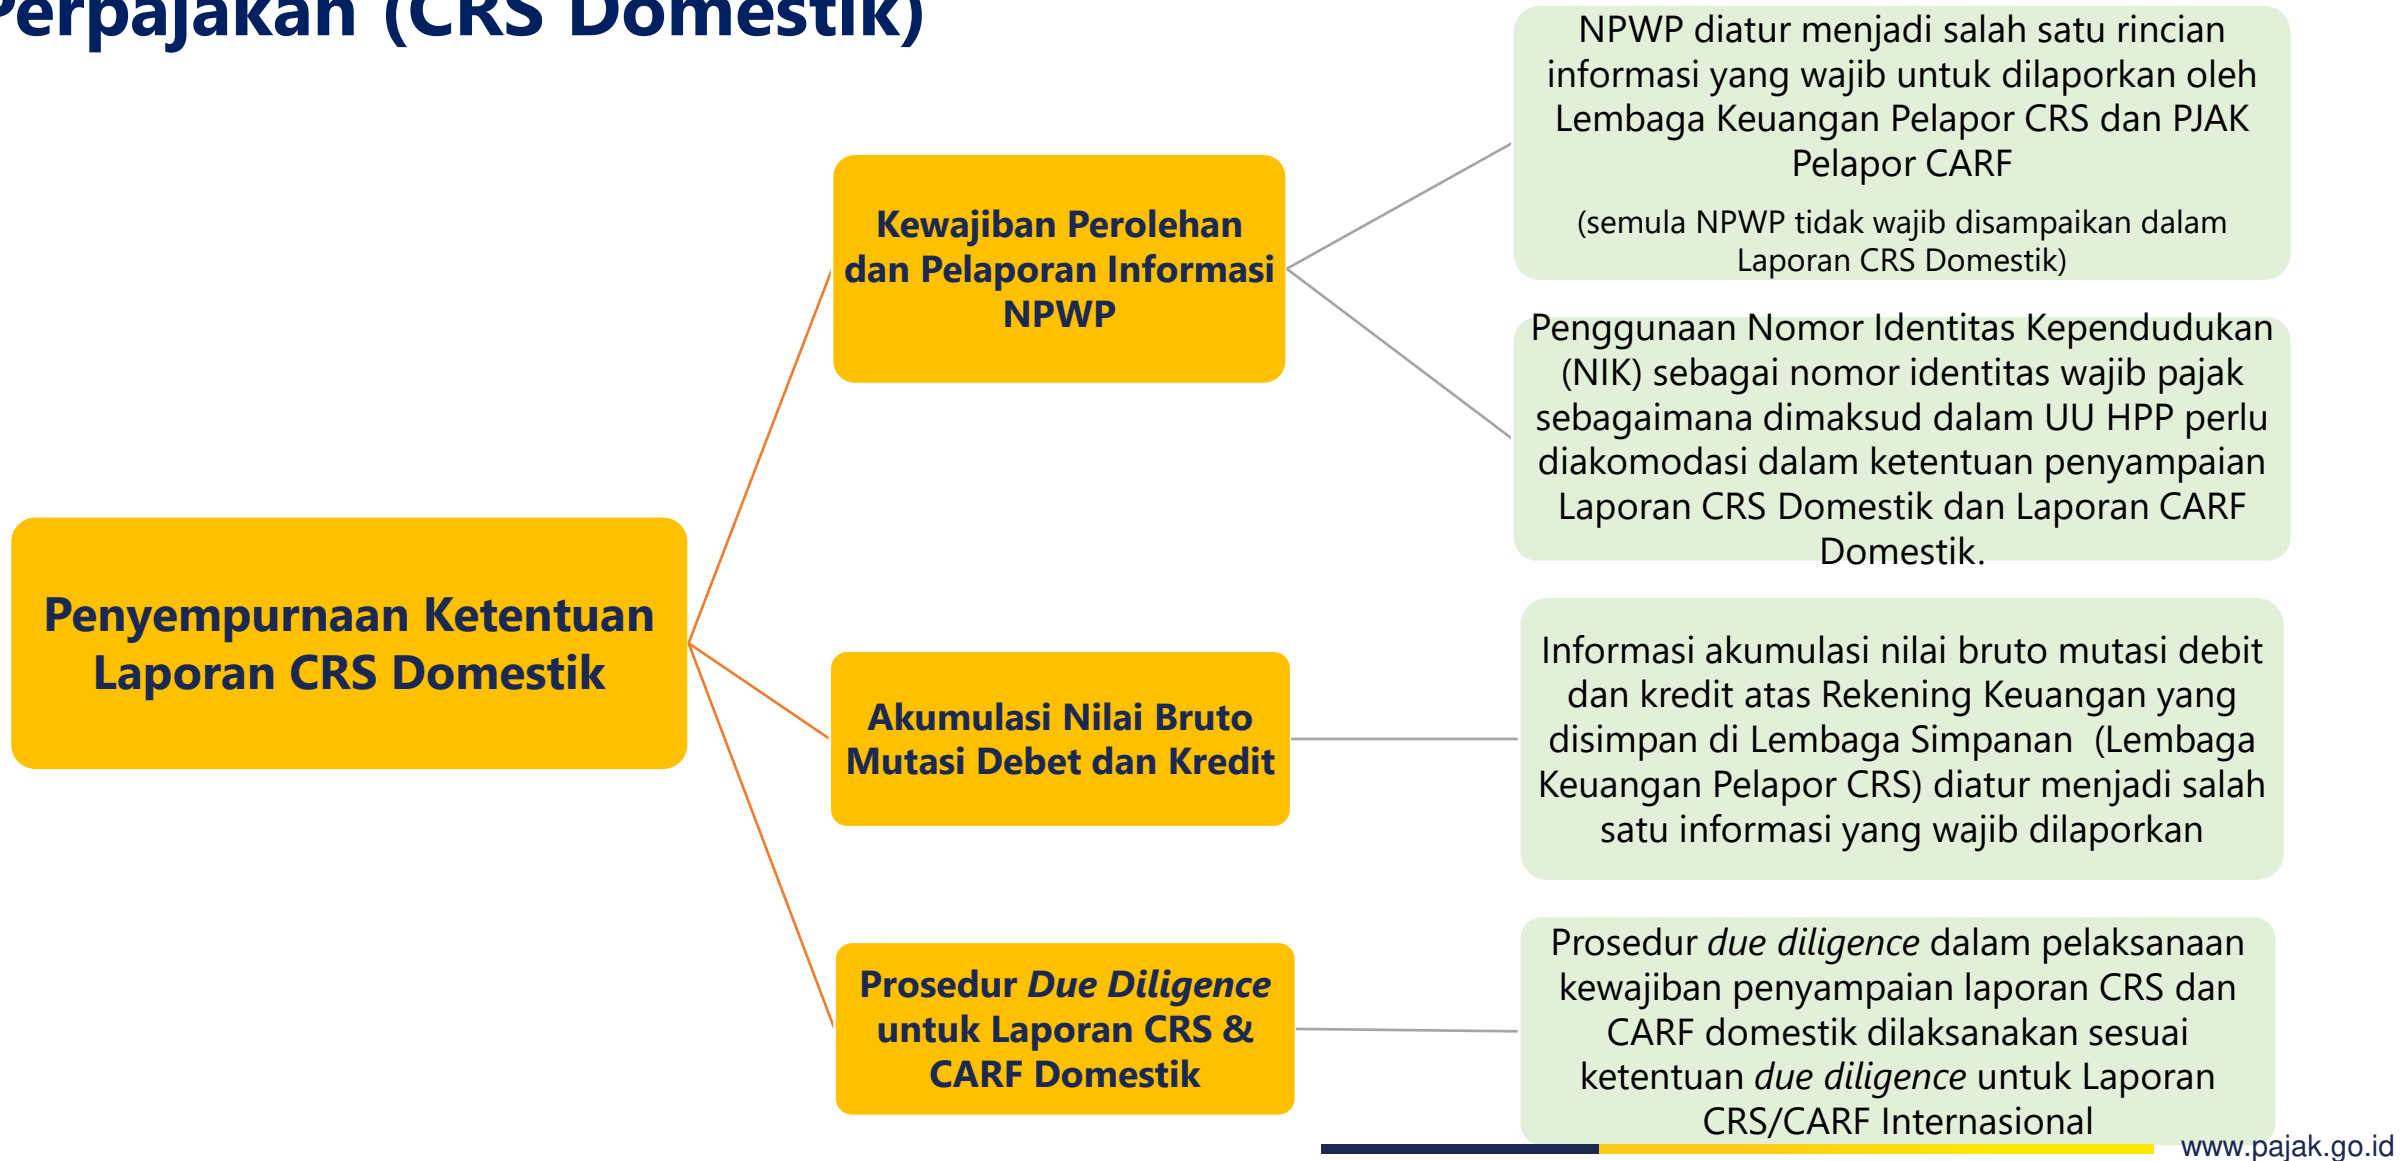 Perpajakan (CRS Domestik)
Penyempurnaan Ketentuan
Laporan CRS Domestik
Kewajiban Perolehan
dan Pelaporan Informasi
NPWP
NPWP diatur menjadi salah satu rincian
informasi yang wajib untuk dilaporkan oleh
Lembaga Keuangan Pelapor CRS dan PJAK
Pelapor CARF
(semula NPWP tidak wajib disampaikan dalam
Laporan CRS Domestik)
Penggunaan Nomor Identitas Kependudukan
(NIK) sebagai nomor identitas wajib pajak
sebagaimana dimaksud dalam UU HPP perlu
diakomodasi dalam ketentuan penyampaian
Laporan CRS Domestik dan Laporan CARF
Domestik.
Akumulasi Nilai Bruto
Mutasi Debet dan Kredit
Informasi akumulasi nilai bruto mutasi debit
dan kredit atas Rekening Keuangan yang
disimpan di Lembaga Simpanan (Lembaga
Keuangan Pelapor CRS) diatur menjadi salah
satu informasi yang wajib dilaporkan
Prosedur Due Diligence
untuk Laporan CRS &
CARF Domestik
Prosedur due diligence dalam pelaksanaan
kewajiban penyampaian laporan CRS dan
CARF domestik dilaksanakan sesuai
ketentuan due diligence untuk Laporan
CRS/CARF Internasional
www.pajak.go.id